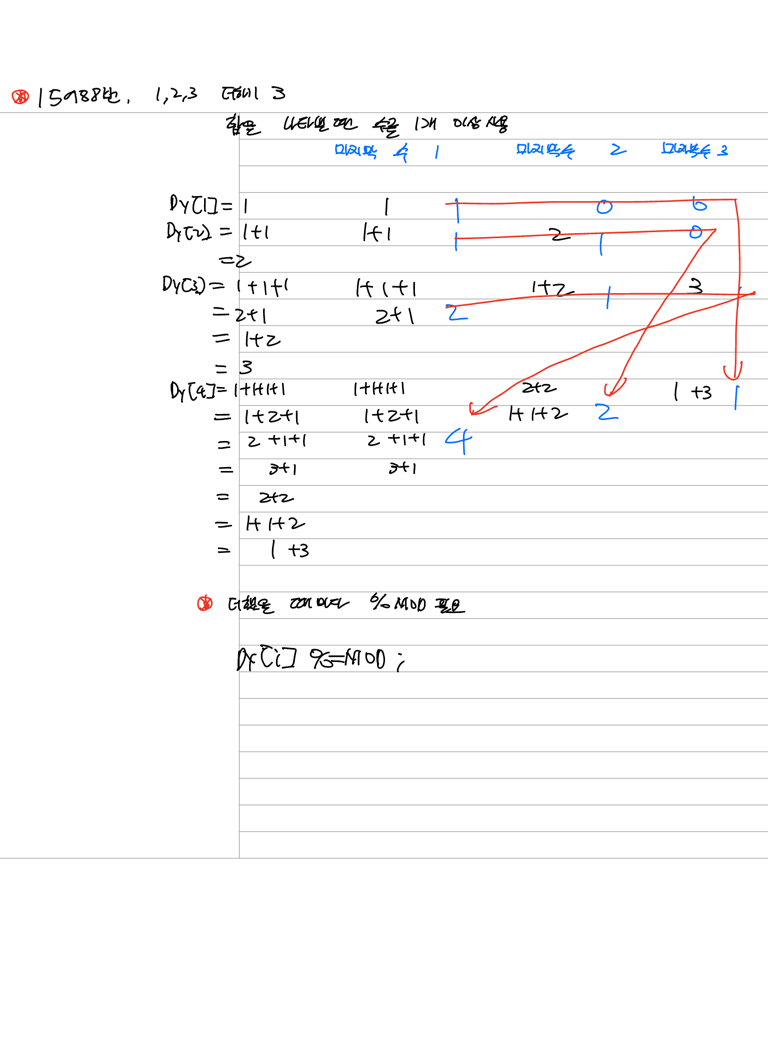 15988번. 1,2,3 더하기 3
합을 나타낼 때는 수를 1개 이상 사용
마지막 수 1 마지막수 2 마지막수 3
Dy[1] = 1 1 1 0 0
Dy[2] = 1+1 1+1 1 2 1 0
=2
Dy[3] = 1+1+1 1+1+1 1+2 3
= 2+1 2+1 2 1
= 1+2
= 3
Dy[4] = 1+1+1+1 1+1+1+1 2+2 1+3 1
= 1+2+1 1+2+1 1+1+2 2
= 2+1+1 2+1+1 4
= 3+1 3+1
= 2+2
= 1+1+2
= 1+3
더했을 때마다 % MOD 필요
Dy[i] %=MOD ;